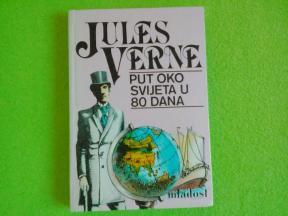 JULES
VERNE
PUT OKO
SVIJETA U
80 DANA
mladost